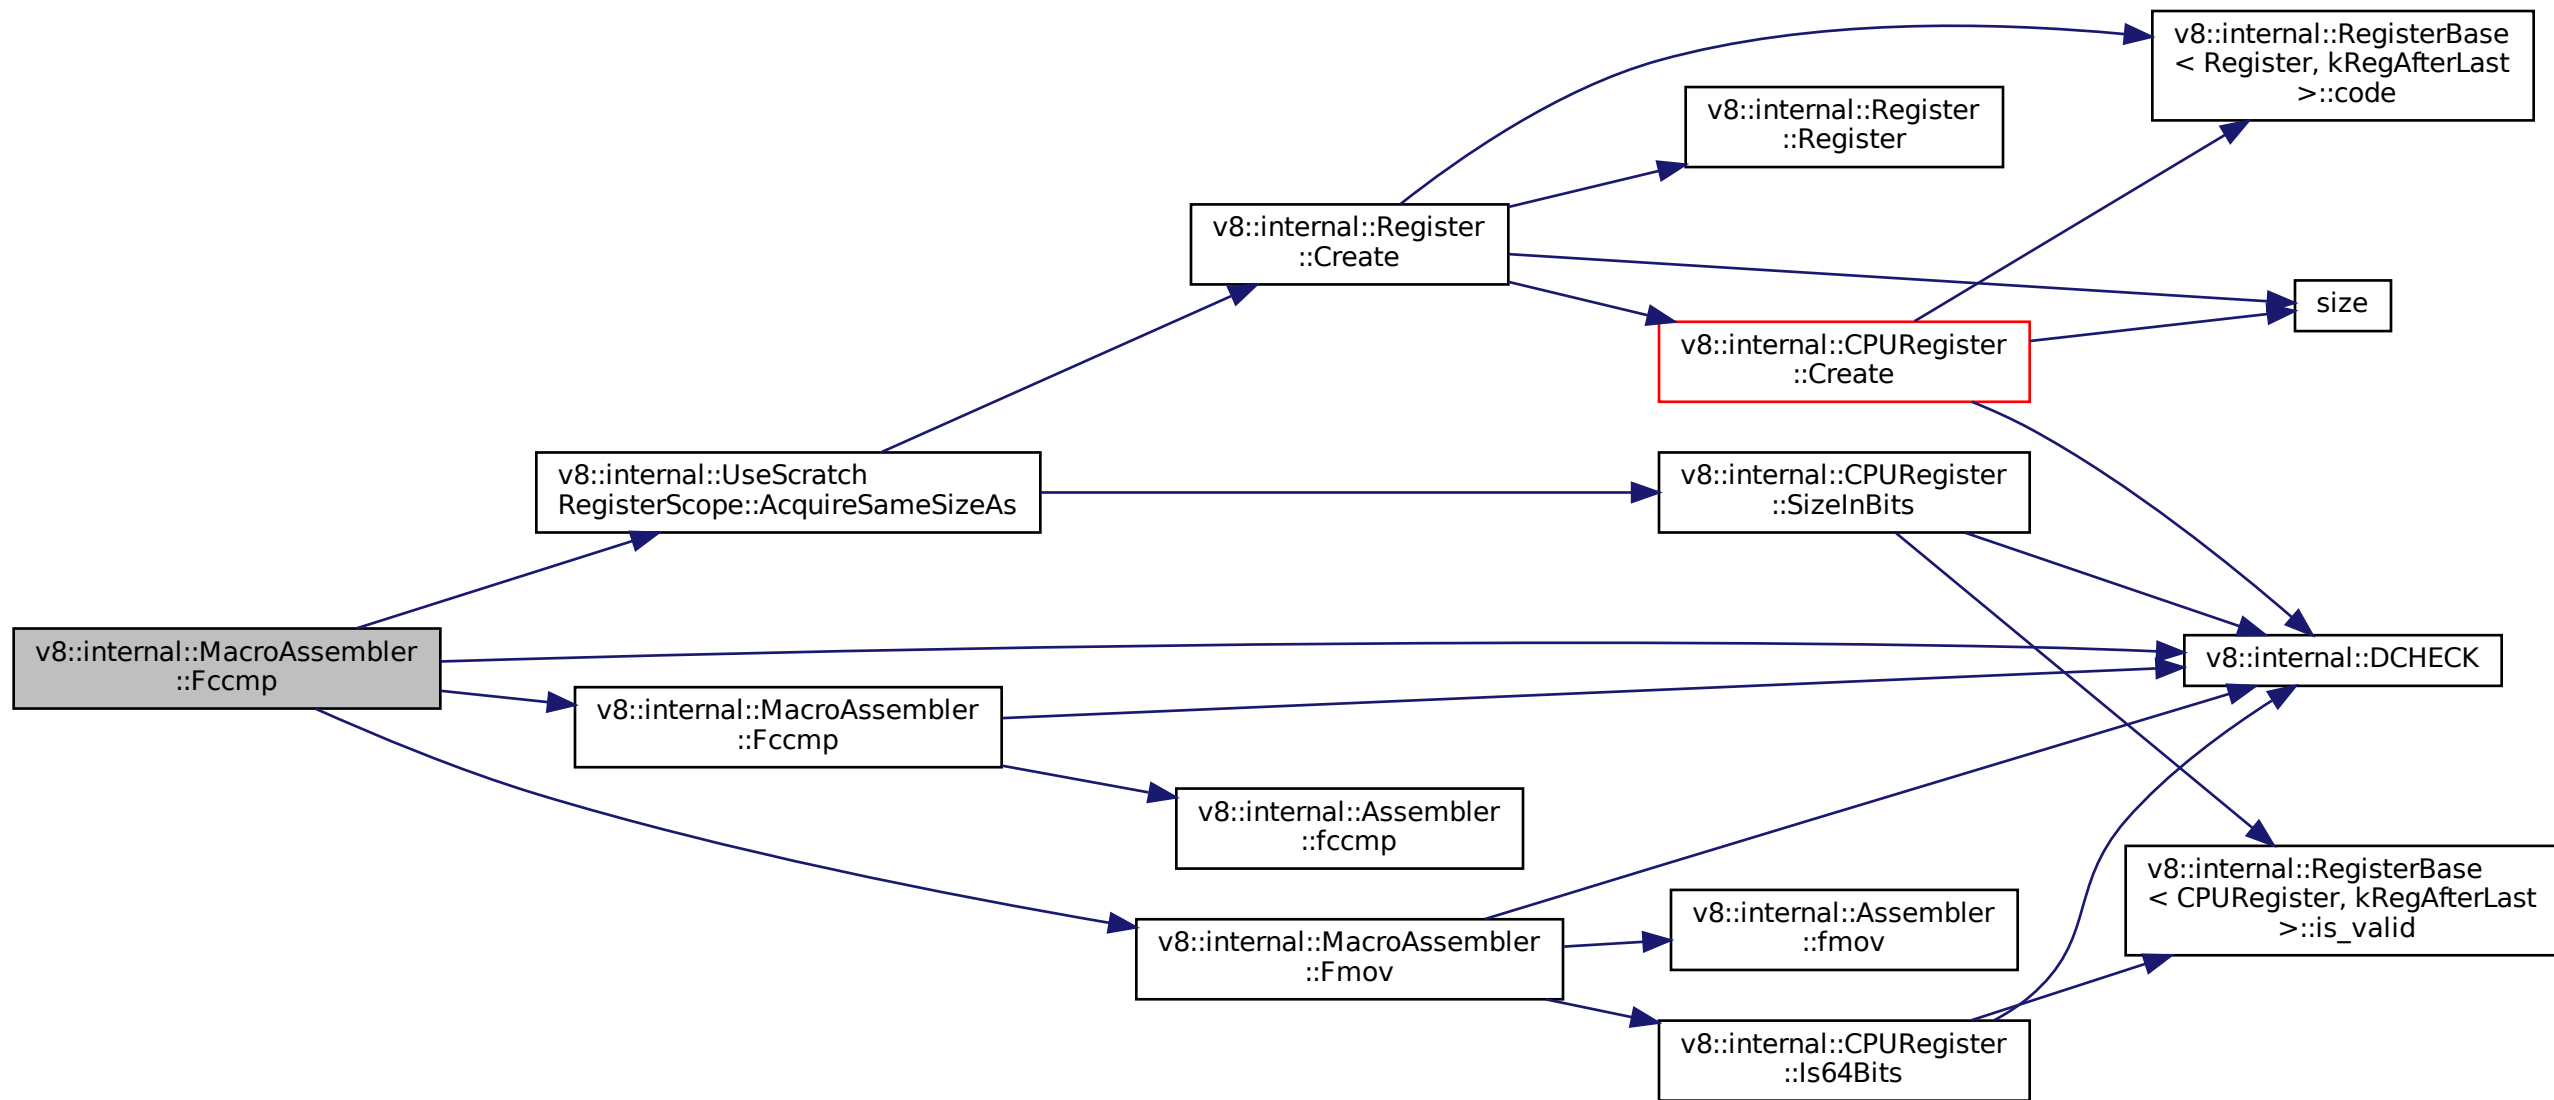 v8::internal::RegisterBase
< Register, kRegAfterLast
>::code
v8::internal::Register
::Register
v8::internal::Register
::Create
size
v8::internal::CPURegister
::Create
v8::internal::UseScratch
RegisterScope::AcquireSameSizeAs
v8::internal::CPURegister
::SizeInBits
v8::internal::MacroAssembler
::Fccmp
v8::internal::DCHECK
v8::internal::MacroAssembler
::Fccmp
v8::internal::Assembler
::fccmp
v8::internal::RegisterBase
< CPURegister, kRegAfterLast
>::is_valid
v8::internal::Assembler
::fmov
v8::internal::MacroAssembler
::Fmov
v8::internal::CPURegister
::Is64Bits